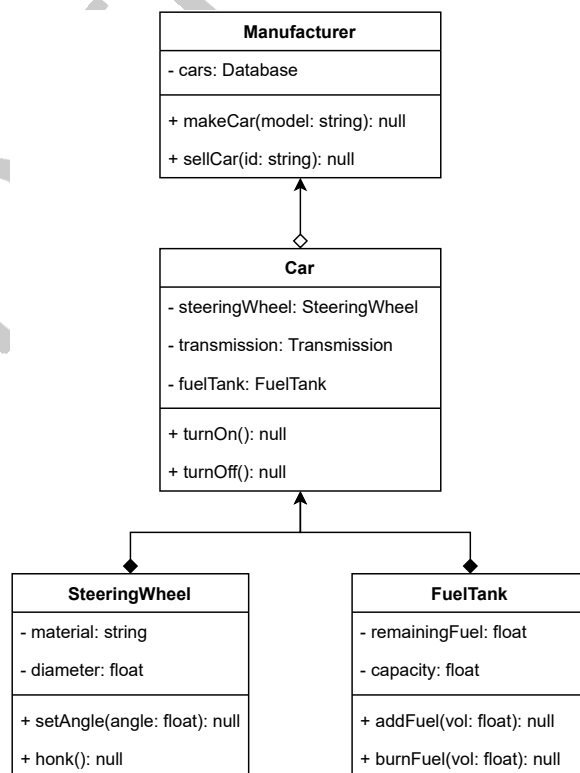 Manufacturer
- cars: Database
+ makeCar(model: string): null
+ sellCar(id: string): null
Car
- steeringWheel: SteeringWheel
- transmission: Transmission
- fuelTank: FuelTank
+ turnOn(): null
+ turnOff(): null
SteeringWheel
- material: string
- diameter: float
+ setAngle(angle: float): null
+ honk(): null
FuelTank
- remainingFuel: float
- capacity: float
+ addFuel(vol: float): null
+ burnFuel(vol: float): null